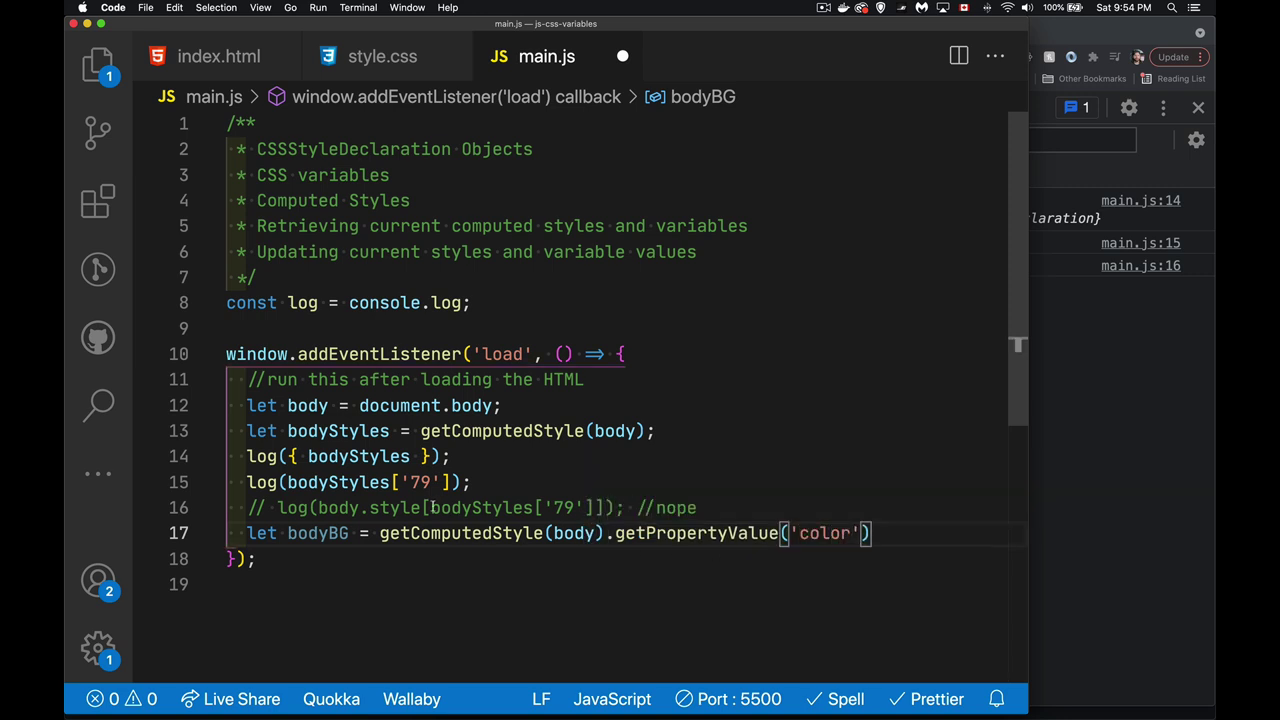 Code File Edit Selection View Go Run Terminal Window Help 100% Sat 9:54 PM
main.js — js-css-variables
index.html style.css JS main.js
JS main.js > window.addEventListener('load') callback > bodyBG
1 /**
2 * CSSStyleDeclaration Objects
3 * CSS variables
4 * Computed Styles
5 * Retrieving current computed styles and variables
6 * Updating current styles and variable values
7 */
8 const log = console.log;
9
10 window.addEventListener('load', () => {
11 //run this after loading the HTML
12 let body = document.body;
13 let bodyStyles = getComputedStyle(body);
14 log({ bodyStyles });
15 log(bodyStyles['79']);
16 // log(body.style[bodyStyles['79']]); //nope
17 let bodyBG = getComputedStyle(body).getPropertyValue('color')
18 });
19
1
2
1
0 0 Live Share Quokka Wallaby LF JavaScript Port : 5500 Spell Prettier
Update
Other Bookmarks Reading List
1
main.js:14
laration}
main.js:15
main.js:16